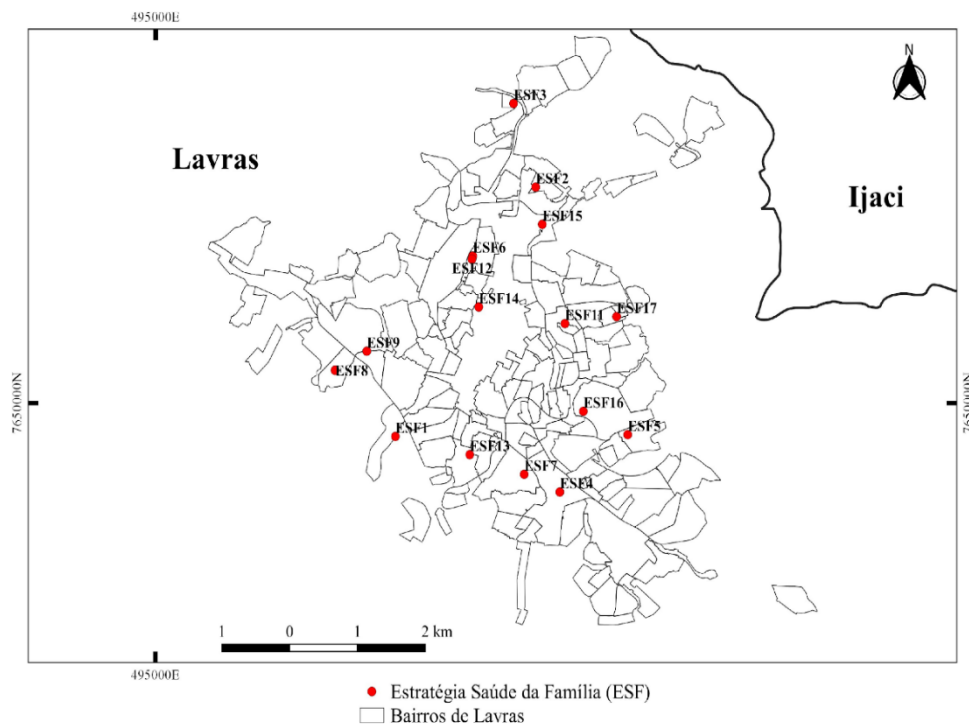 495000E
N
ESF3
Lavras
ESF2
Ijaci
ESF15
ESF6
ESF12
ESF14
ESF11
ESF17
ESF9
ESF8
7650000N
7650000N
ESF16
ESF1
ESF5
ESF13
ESF7
ESF4
1 0 1 2 km
495000E
Estratégia Saúde da Família (ESF)
Bairros de Lavras